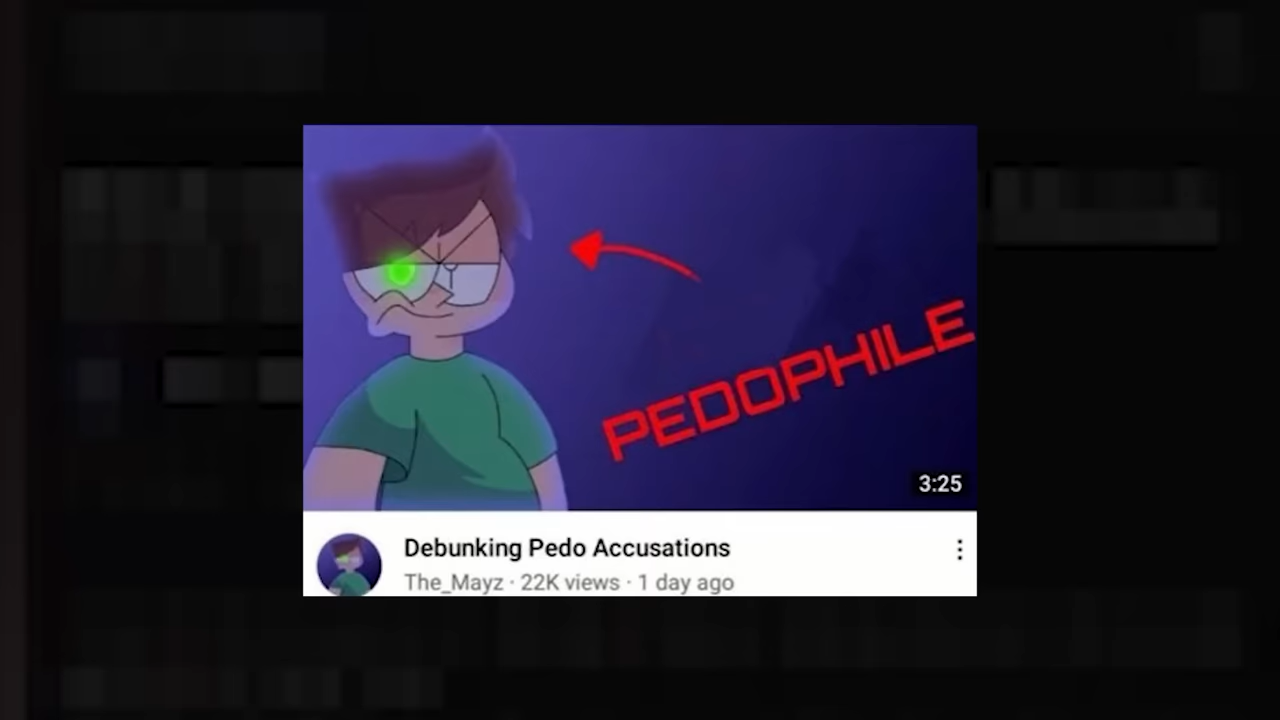 PEDOPHILE
3:25
Debunking Pedo Accusations
The_Mayz · 22K views · 1 day ago